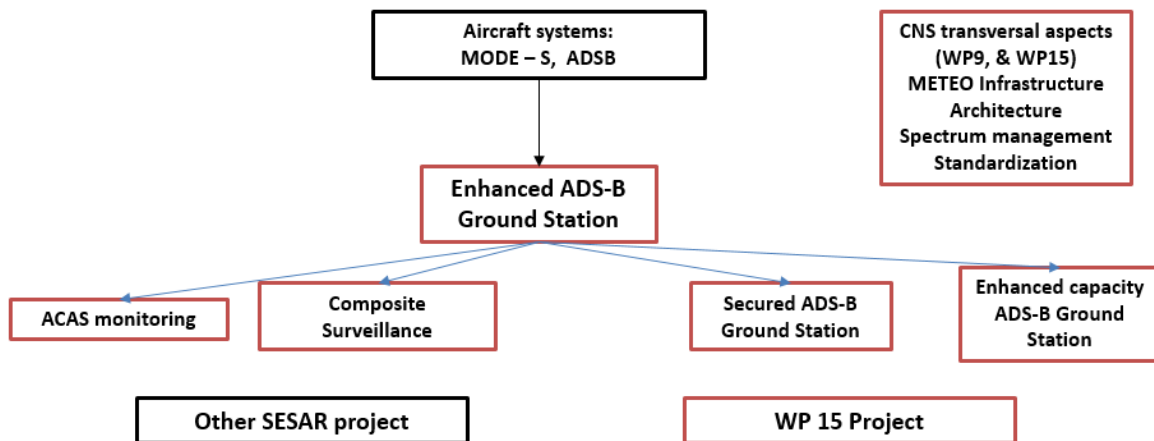 Aircraft systems:
MODE – S, ADSB
CNS transversal aspects
(WP9, & WP15)
METEO Infrastructure
Architecture
Spectrum management
Standardization
Enhanced ADS-B
Ground Station
ACAS monitoring
Composite
Surveillance
Secured ADS-B
Ground Station
Enhanced capacity
ADS-B Ground
Station
Other SESAR project
WP 15 Project